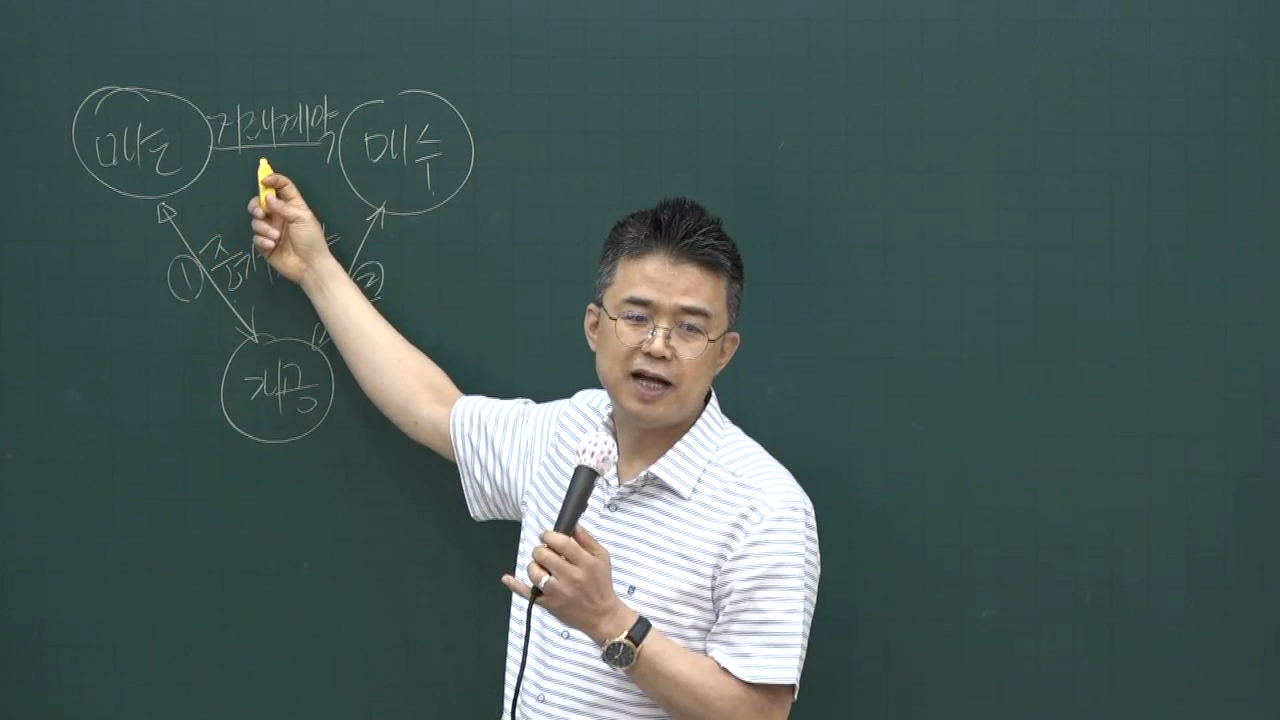 매도 거래계약 매수
① 중개 ②
개공